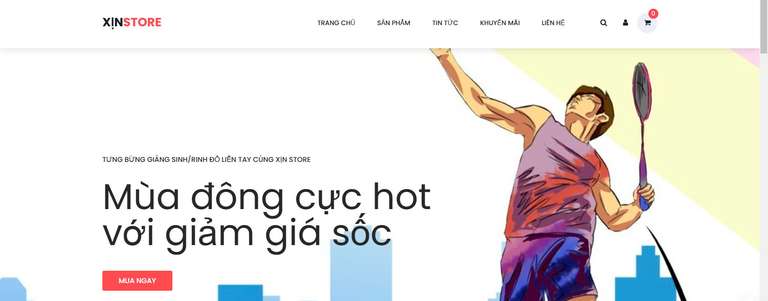 XỊNSTORE
TRANG CHỦ SẢN PHẨM TIN TỨC KHUYẾN MÃI LIÊN HỆ 0
TƯNG BỪNG GIÁNG SINH/RINH ĐỒ LIỀN TAY CÙNG XỊN STORE
Mùa đông cực hot
với giảm giá sốc
MUA NGAY